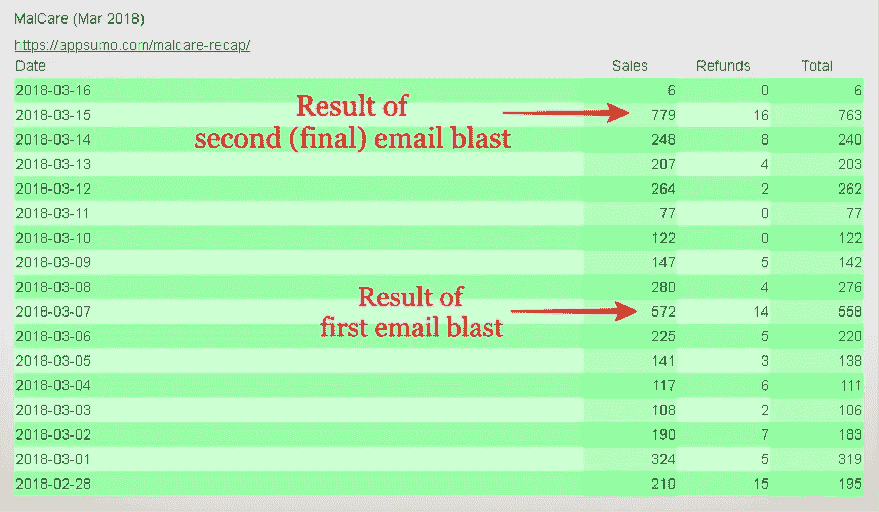 MalCare (Mar 2018)
https://appsumo.com/malcare-recap/
Date Sales Refunds Total
2018-03-16 6 0 6
2018-03-15 779 16 763
2018-03-14 248 8 240
2018-03-13 207 4 203
2018-03-12 264 2 262
2018-03-11 77 0 77
2018-03-10 122 0 122
2018-03-09 147 5 142
2018-03-08 280 4 276
2018-03-07 572 14 558
2018-03-06 225 5 220
2018-03-05 141 3 138
2018-03-04 117 6 111
2018-03-03 108 2 106
2018-03-02 190 7 183
2018-03-01 324 5 319
2018-02-28 210 15 195
Result of
second (final) email blast
Result of
first email blast